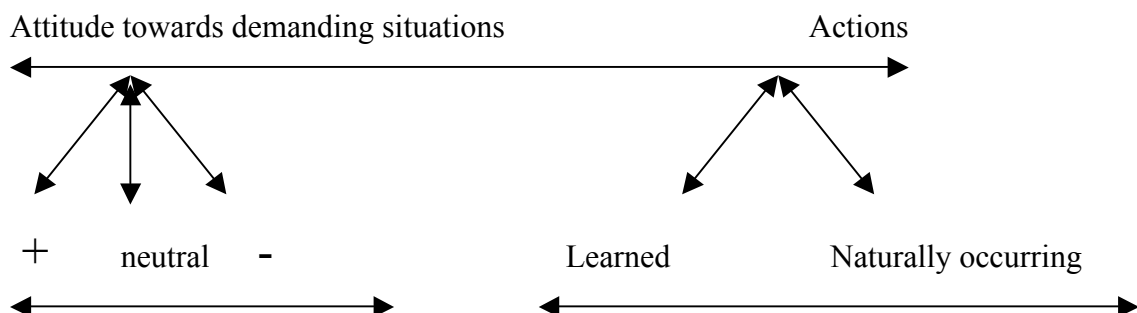 Attitude towards demanding situations Actions
+ neutral - Learned Naturally occurring